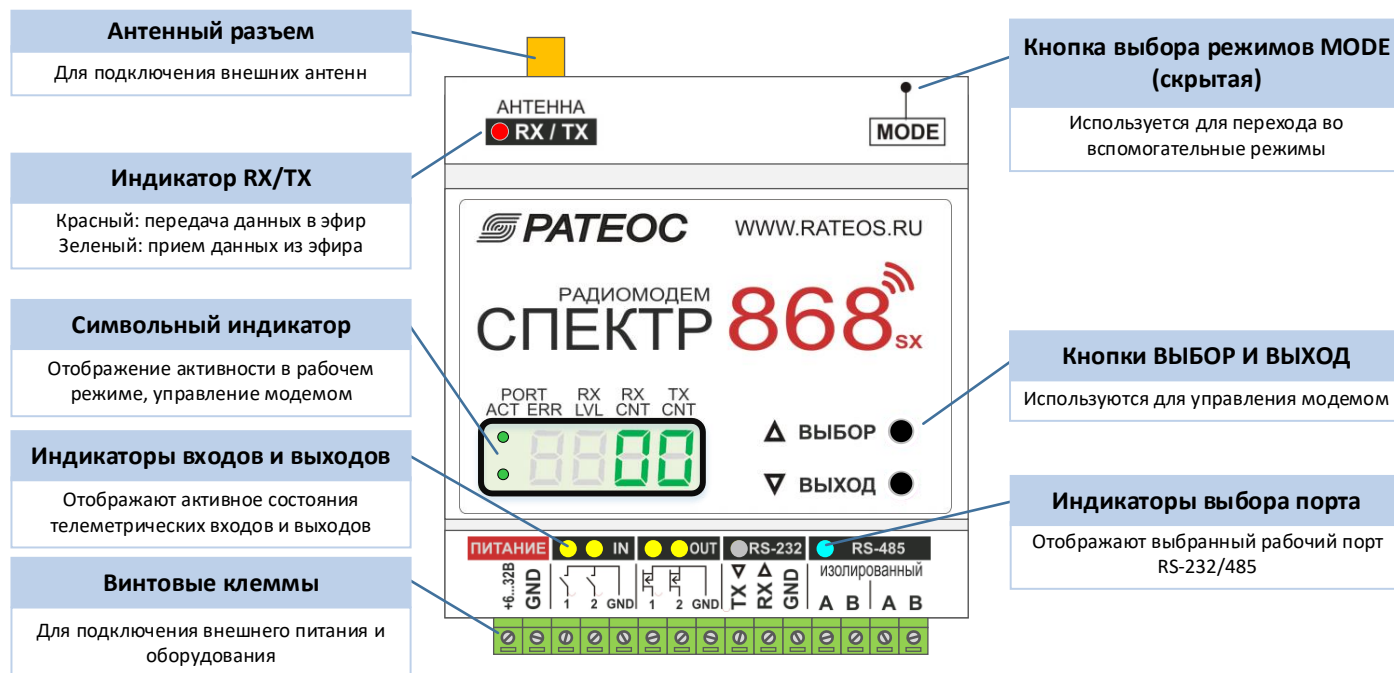 Антенный разъем
Для подключения внешних антенн
Индикатор RX/TX
Красный: передача данных в эфир
Зеленый: прием данных из эфира
Символьный индикатор
Отображение активности в рабочем
режиме, управление модемом
Индикаторы входов и выходов
Отображают активное состояния
телеметрических входов и выходов
Винтовые клеммы
Для подключения внешнего питания и
оборудования
АНТЕННА
RX / TX
MODE
РАТЕОС
WWW.RATEOS.RU
РАДИОМОДЕМ
СПЕКТР 868 SX
PORT RX RX TX
ACT ERR LVL CNT CNT
00
ВЫБОР
ВЫХОД
ПИТАНИЕ IN OUT RS-232 RS-485
изолированный
+6...32В GND 1 2 GND 1 2 GND TX RX GND A B A B
Кнопка выбора режимов MODE
(скрытая)
Используется для перехода во
вспомогательные режимы
Кнопки ВЫБОР И ВЫХОД
Используются для управления модемом
Индикаторы выбора порта
Отображают выбранный рабочий порт
RS-232/485